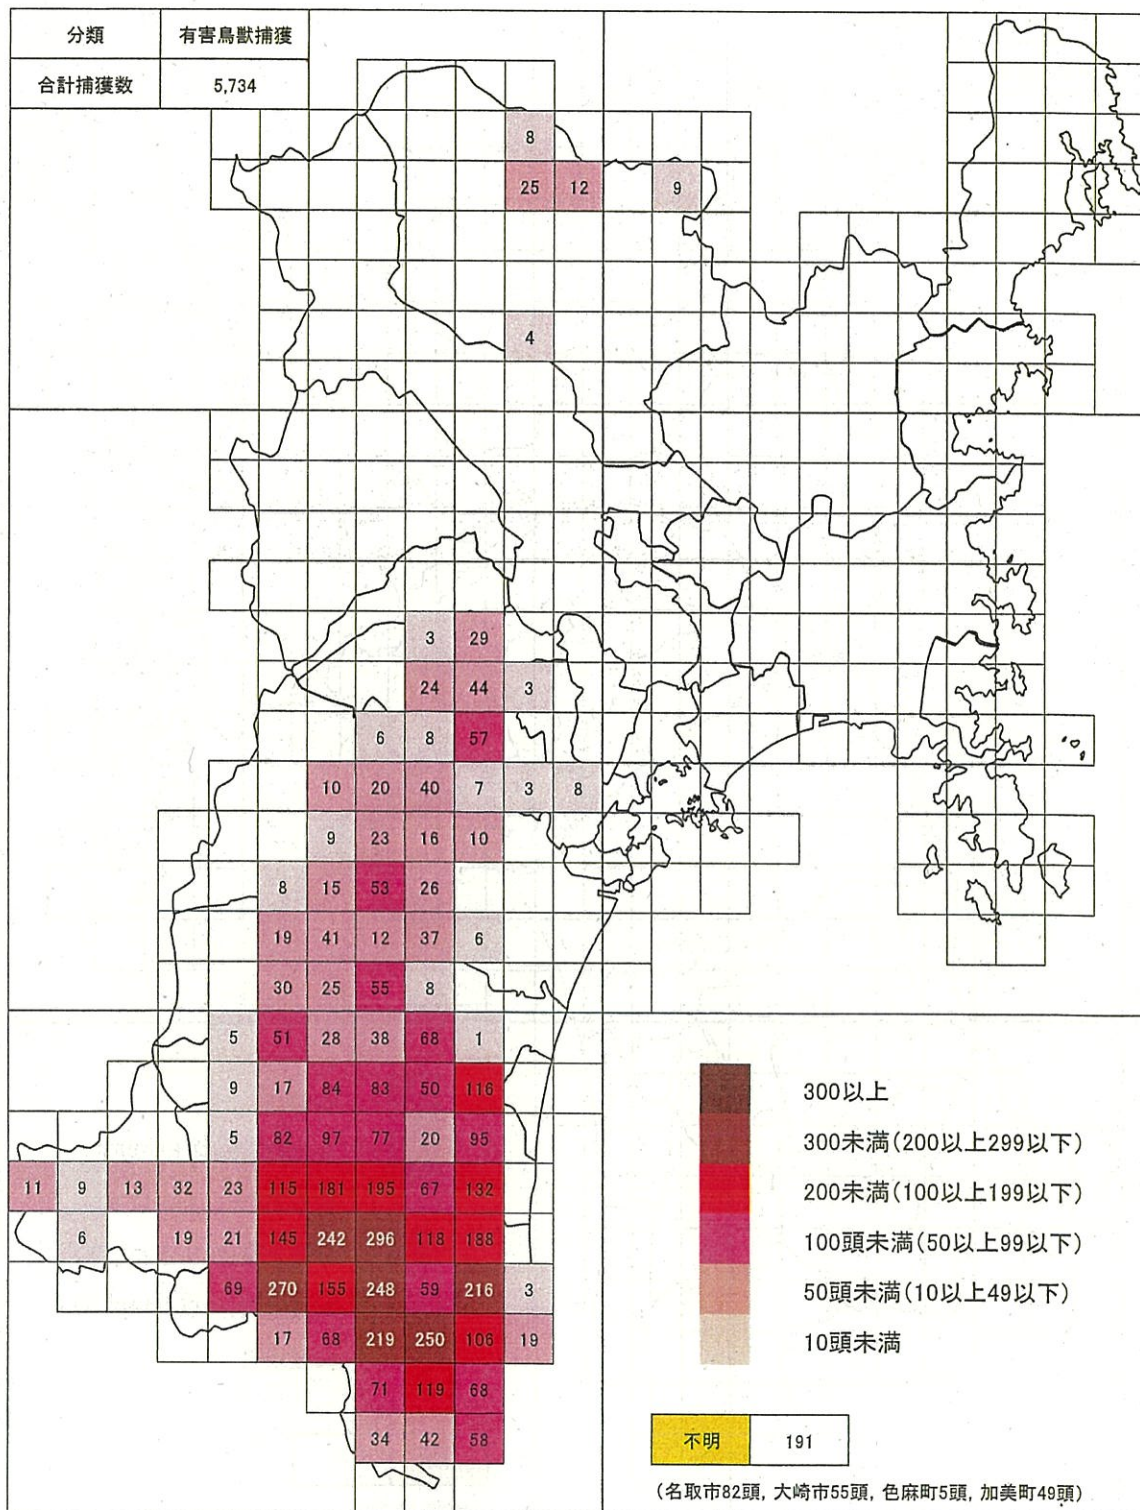 分類 有害鳥獣捕獲
合計捕獲数 5,734
8
25 12 9
4
3 29
24 44 3
6 8 57
10 20 40 7 3 8
9 23 16 10
8 15 53 26
19 41 12 37 6
30 25 55 8
5 51 28 38 68 1
9 17 84 83 50 116
5 82 97 77 20 95
11 9 13 32 23 115 181 195 67 132
6 19 21 145 242 296 118 188
69 270 155 248 59 216 3
17 68 219 250 106 19
71 119 68
34 42 58
300以上
300未満(200以上299以下)
200未満(100以上199以下)
100頭未満(50以上99以下)
50頭未満(10以上49以下)
10頭未満
不明 191
(名取市82頭, 大崎市55頭, 色麻町5頭, 加美町49頭)